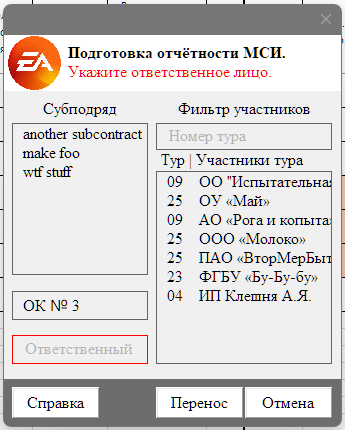 EA
Подготовка отчётности МСИ.
Укажите ответственное лицо.
Субподряд
another subcontract
make foo
wtf stuff
ОК № 3
Ответственный
Фильтр участников
Номер тура
Тур | Участники тура
09 ОО "Испытательна
25 ОУ «Май»
09 АО «Рога и копыта»
25 ООО «Молоко»
25 ПАО «ВторМерБыт
23 ФГБУ «Бу-Бу-бу»
04 ИП Клешня А.Я.
Справка
Перенос
Отмена